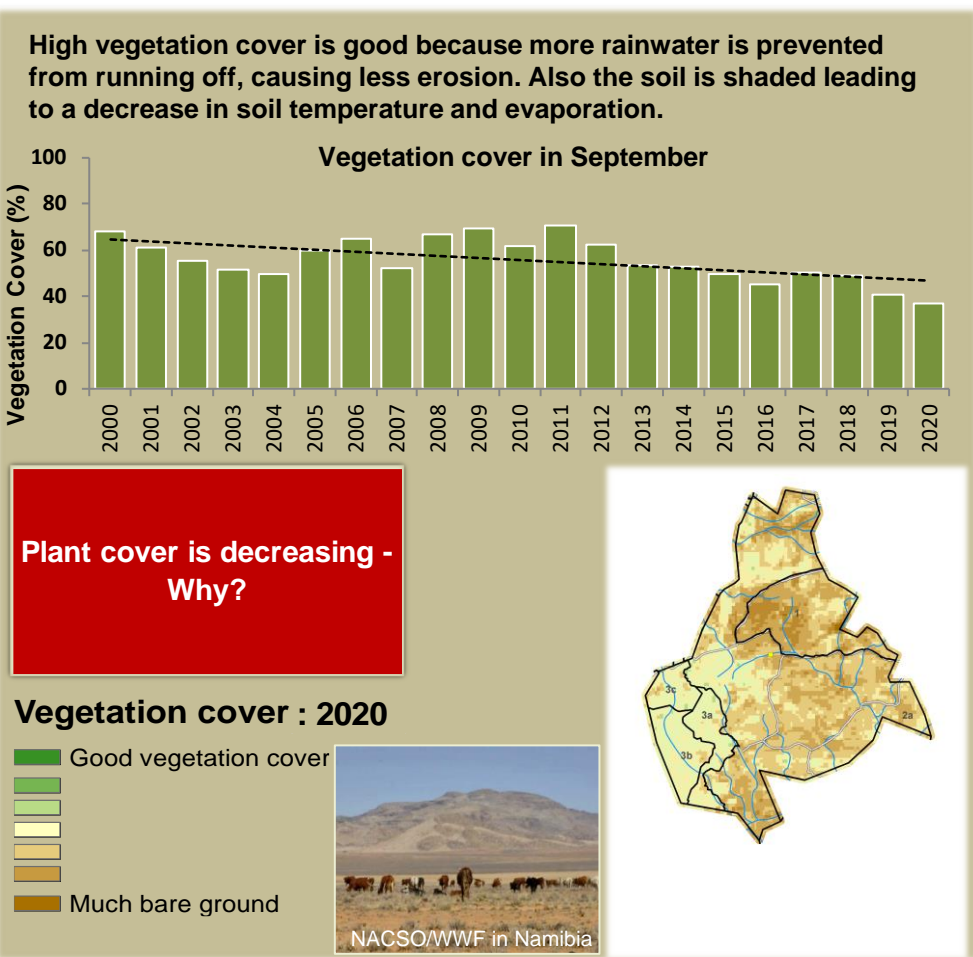 High vegetation cover is good because more rainwater is prevented
from running off, causing less erosion. Also the soil is shaded leading
to a decrease in soil temperature and evaporation.
Vegetation cover in September
Vegetation Cover (%)
100
80
60
40
20
0
2000 2001 2002 2003 2004 2005 2006 2007 2008 2009 2010 2011 2012 2013 2014 2015 2016 2017 2018 2019 2020
Plant cover is decreasing -
Why?
1
2a
3c
3a
3b
Vegetation cover : 2020
Good vegetation cover
Much bare ground
NACSO/WWF in Namibia